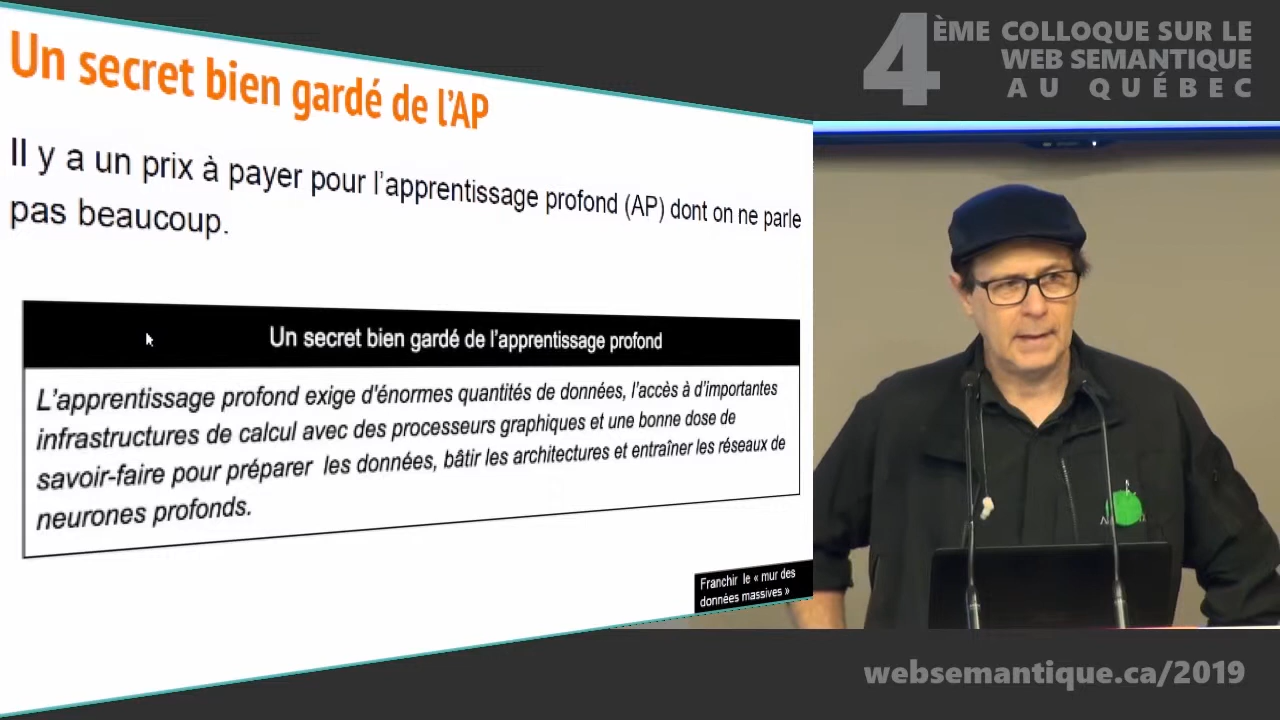 Un secret bien gardé de l'AP
Il y a un prix à payer pour l'apprentissage profond (AP) dont on ne parle
pas beaucoup.
Un secret bien gardé de l'apprentissage profond
L'apprentissage profond exige d'énormes quantités de données, l'accès à d'importantes
infrastructures de calcul avec des processeurs graphiques et une bonne dose de
savoir-faire pour préparer les données, bâtir les architectures et entraîner les réseaux de
neurones profonds.
Franchir le « mur des
données massives »
4ÈME COLLOQUE SUR LE
WEB SEMANTIQUE
AU QUÉBEC
websemantique.ca/2019